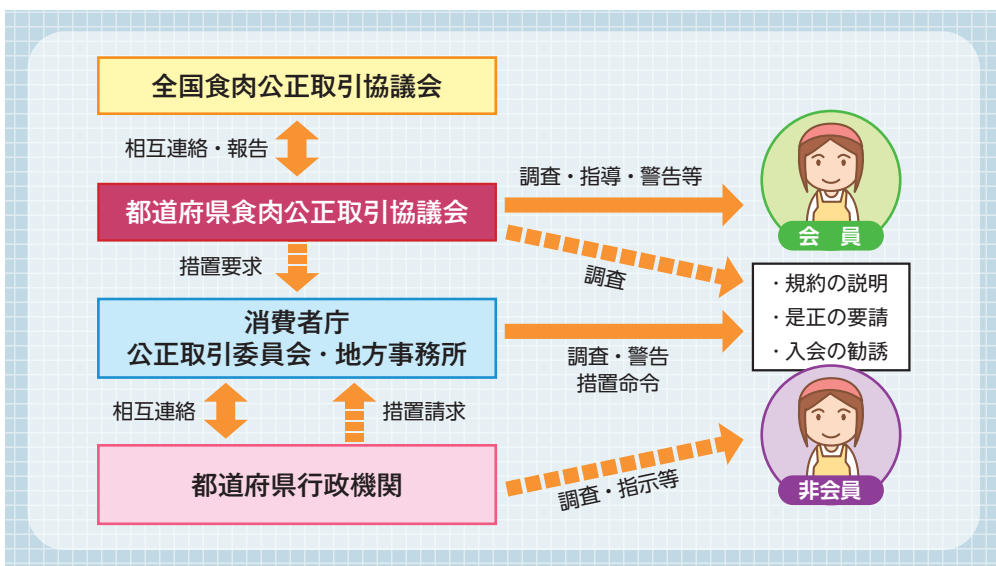 全国食肉公正取引協議会
相互連絡・報告
都道府県食肉公正取引協議会
調査・指導・警告等
会 員
措置要求
調査
・規約の説明
・是正の要請
・入会の勧誘
消費者庁
公正取引委員会・地方事務所
調査・警告
措置命令
相互連絡
措置請求
都道府県行政機関
調査・指示等
非会員